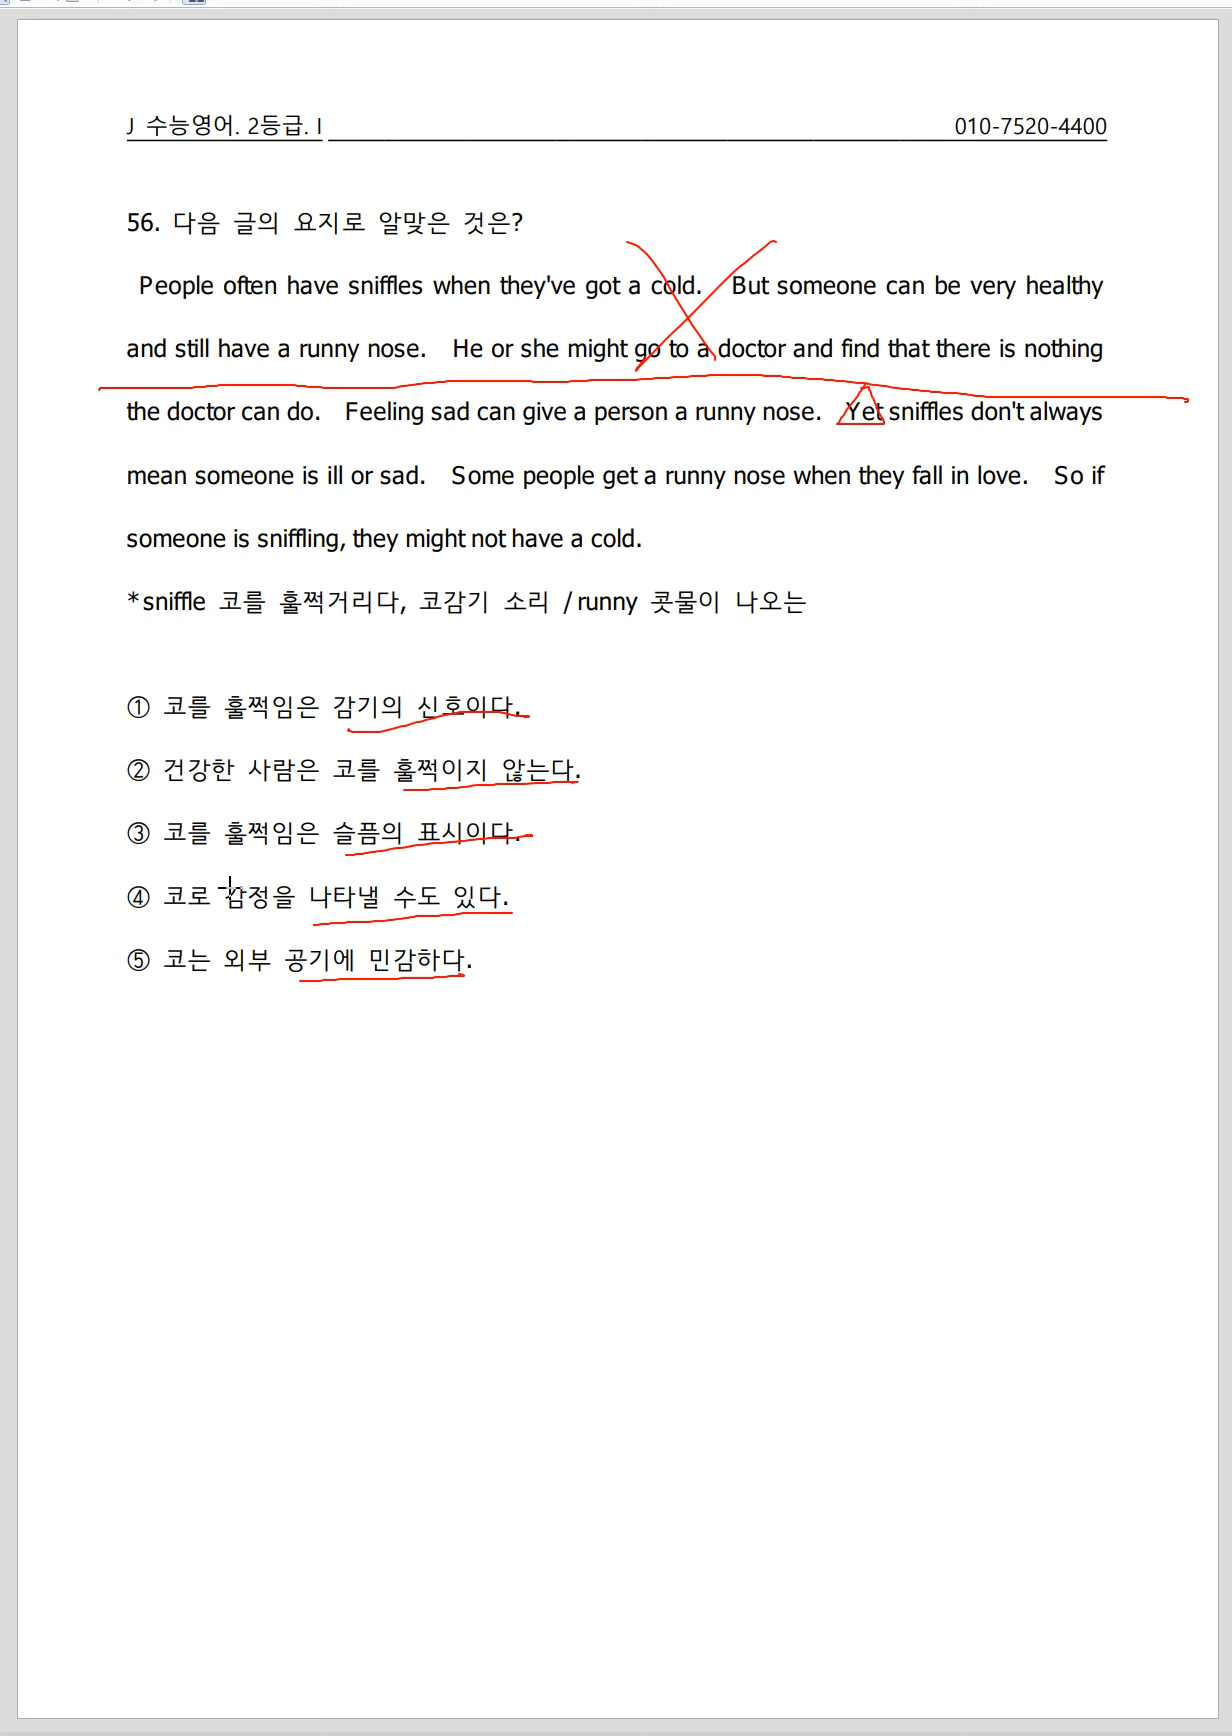 J 수능영어. 2등급. I 010-7520-4400
56. 다음 글의 요지로 알맞은 것은?
People often have sniffles when they've got a cold. But someone can be very healthy
and still have a runny nose. He or she might go to a doctor and find that there is nothing
the doctor can do. Feeling sad can give a person a runny nose. Yet sniffles don't always
mean someone is ill or sad. Some people get a runny nose when they fall in love. So if
someone is sniffling, they might not have a cold.
*sniffle 코를 훌쩍거리다, 코감기 소리 / runny 콧물이 나오는
① 코를 훌쩍임은 감기의 신호이다.
② 건강한 사람은 코를 훌쩍이지 않는다.
③ 코를 훌쩍임은 슬픔의 표시이다.
④ 코로 감정을 나타낼 수도 있다.
⑤ 코는 외부 공기에 민감하다.